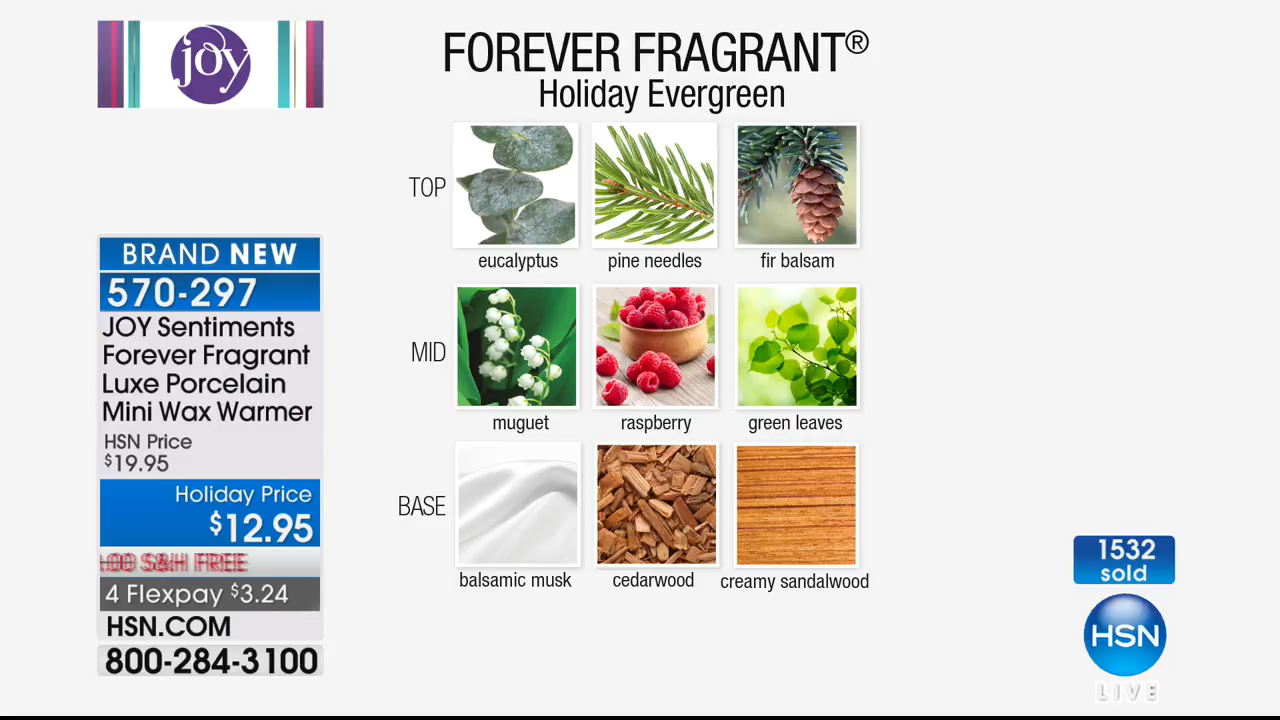 joy
FOREVER FRAGRANT®
Holiday Evergreen
TOP
eucalyptus
pine needles
fir balsam
MID
muguet
raspberry
green leaves
BASE
balsamic musk
cedarwood
creamy sandalwood
BRAND NEW
570-297
JOY Sentiments
Forever Fragrant
Luxe Porcelain
Mini Wax Warmer
HSN Price
$19.95
Holiday Price
$12.95
.00 S&H FREE
4 Flexpay $3.24
HSN.COM
800-284-3100
1532
sold
HSN
LIVE